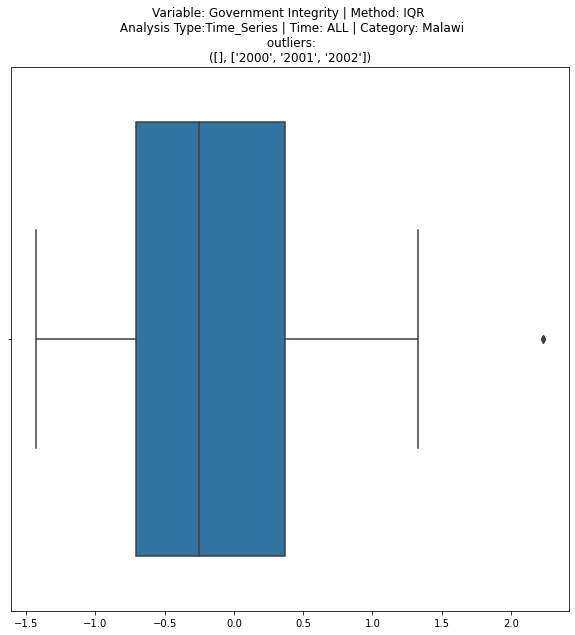 Variable: Government Integrity | Method: IQR
Analysis Type:Time_Series | Time: ALL | Category: Malawi
outliers:
([], ['2000', '2001', '2002'])
−1.5 −1.0 −0.5 0.0 0.5 1.0 1.5 2.0